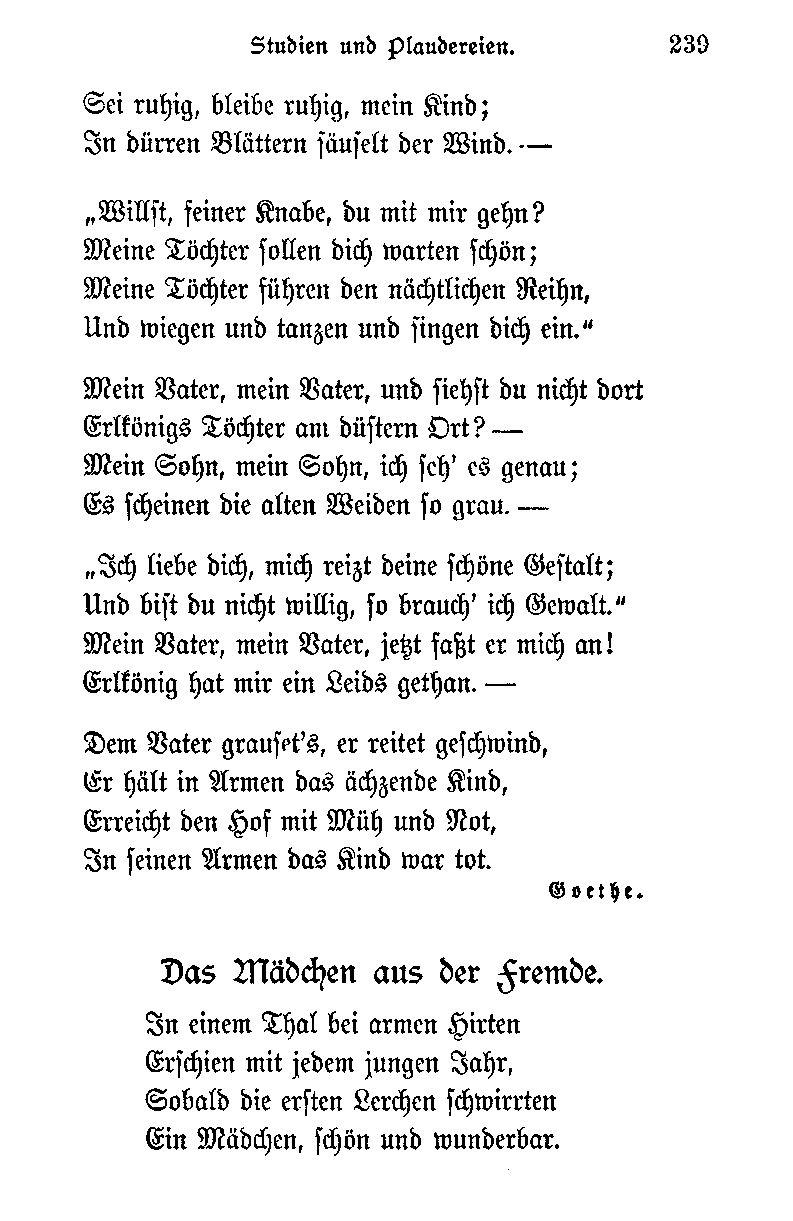 Studien und Plaudereien. 239
Sei ruhig, bleibe ruhig, mein Kind;
In dürren Blättern säuselt der Wind. —
„Willst, feiner Knabe, du mit mir gehn?
Meine Töchter sollen dich warten schön;
Meine Töchter führen den nächtlichen Reihn,
Und wiegen und tanzen und singen dich ein.“
Mein Vater, mein Vater, und siehst du nicht dort
Erlkönigs Töchter am düstern Ort? —
Mein Sohn, mein Sohn, ich seh’ es genau;
Es scheinen die alten Weiden so grau. —
„Ich liebe dich, mich reizt deine schöne Gestalt;
Und bist du nicht willig, so brauch’ ich Gewalt.“
Mein Vater, mein Vater, jetzt faßt er mich an!
Erlkönig hat mir ein Leids gethan. —
Dem Vater grauset’s, er reitet geschwind,
Er hält in Armen das ächzende Kind,
Erreicht den Hof mit Müh und Not,
In seinen Armen das Kind war tot.
Goethe.
Das Mädchen aus der Fremde.
In einem Thal bei armen Hirten
Erschien mit jedem jungen Jahr,
Sobald die ersten Lerchen schwirrten
Ein Mädchen, schön und wunderbar.